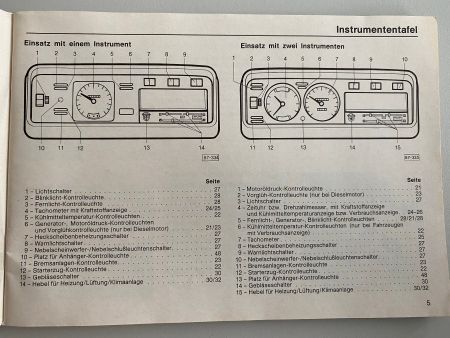 Instrumententafel
Einsatz mit einem Instrument
1 2 3 4 5 6 7 8 9
10 11 12 13 14
B7-334
Seite
1 – Lichtschalter 27
2 – Blinklicht-Kontrolleuchte 28
3 – Fernlicht-Kontrolleuchte 28
4 – Tachometer mit Kraftstoffanzeige 24/25
5 – Kühlmitteltemperatur-Kontrolleuchten 22
6 – Generator-, Motoröldruck-Kontrolleuchten
und Vorglühkontrolleuchte (nur bei Dieselmotor) 21/23
7 – Heckscheibenbeheizungsschalter 27
8 – Warnlichtschalter 27
9 – Nebelscheinwerfer-/Nebelschlußleuchtenschalter 27
10 – Platz für Anhänger-Kontrolleuchte 48
11 – Bremsanlagen-Kontrolleuchte 23
12 – Starterzug-Kontrolleuchte 22
13 – Gebläseschalter 30
14 – Hebel für Heizung/Lüftung/Klimaanlage 30/32
Einsatz mit zwei Instrumenten
1 2 3 4 5 6 7 8 9 10
11 12 13 14 15
B7-335
Seite
1 – Motoröldruck-Kontrolleuchte 21
2 – Vorglüh-Kontrolleuchte (nur bei Dieselmotor) 23
3 – Lichtschalter 27
4 – Zeituhr bzw. Drehzahlmesser, mit Kraftstoffanzeige
und Kühlmitteltemperaturanzeige bzw. Verbrauchsanzeige 24-26
5 – Fernlicht-, Generator-, Blinklicht-Kontrolleuchten 28/21/28
6 – Kühlmitteltemperatur-Kontrolleuchten (nur bei Fahrzeugen
mit Verbrauchsanzeige) 22
7 – Tachometer 25
8 – Heckscheibenbeheizungsschalter 27
9 – Warnlichtschalter 27
10 – Nebelscheinwerfer-/Nebelschlußleuchtenschalter 27
11 – Bremsanlagen-Kontrolleuchte 23
12 – Starterzug-Kontrolleuchte 22
13 – Platz für Anhänger-Kontrolleuchte 48
14 – Gebläseschalter 30
15 – Hebel für Heizung/Lüftung/Klimaanlage 30/32
5